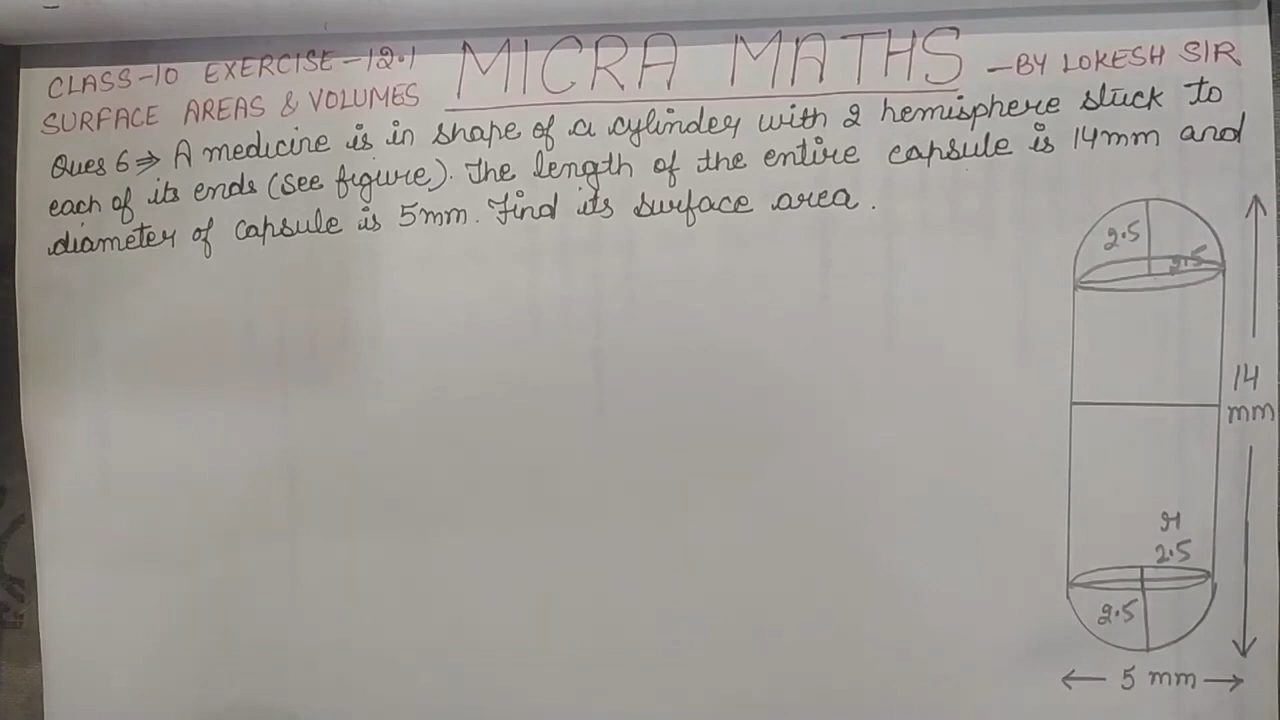 CLASS-10 EXERCISE-12.1
MICRA MATHS
-BY LOKESH SIR
SURFACE AREAS & VOLUMES
Ques 6⇒ A medicine is in shape of a cylinder with 2 hemisphere stuck to
each of its ends (see figure). The length of the entire capsule is 14mm and
diameter of capsule is 5mm. Find its surface area.
2.5
2.5
14
mm
r
2.5
2.5
5 mm